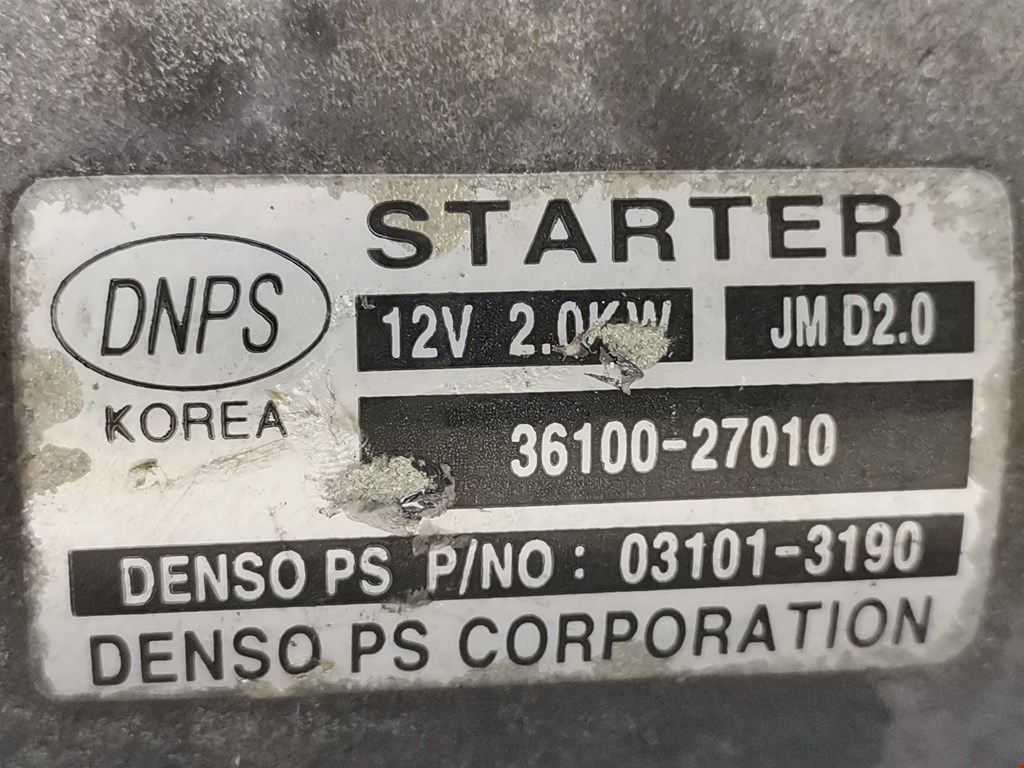 STARTER
DNPS
12V 2.0KW JM D2.0
KOREA
36100-27010
DENSO PS P/NO : 03101-3190
DENSO PS CORPORATION